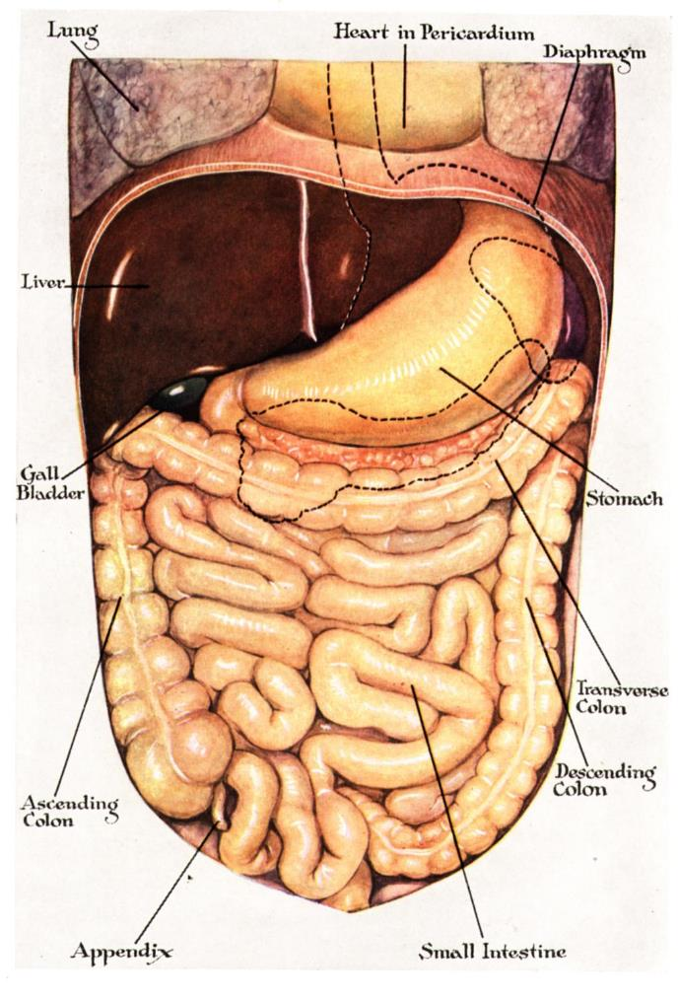 Lung
Heart in Pericardium
Diaphragm
Liver
Gall
Bladder
Stomach
Transverse
Colon
Descending
Colon
Ascending
Colon
Appendix
Small Intestine